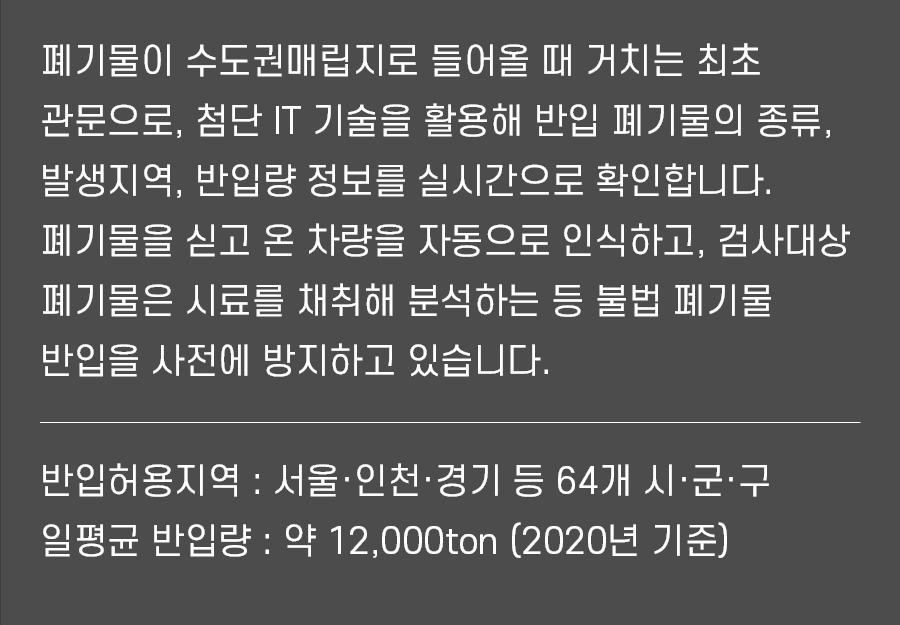 폐기물이 수도권매립지로 들어올 때 거치는 최초
관문으로, 첨단 IT 기술을 활용해 반입 폐기물의 종류,
발생지역, 반입량 정보를 실시간으로 확인합니다.
폐기물을 싣고 온 차량을 자동으로 인식하고, 검사대상
폐기물은 시료를 채취해 분석하는 등 불법 폐기물
반입을 사전에 방지하고 있습니다.
반입허용지역 : 서울·인천·경기 등 64개 시·군·구
일평균 반입량 : 약 12,000ton (2020년 기준)